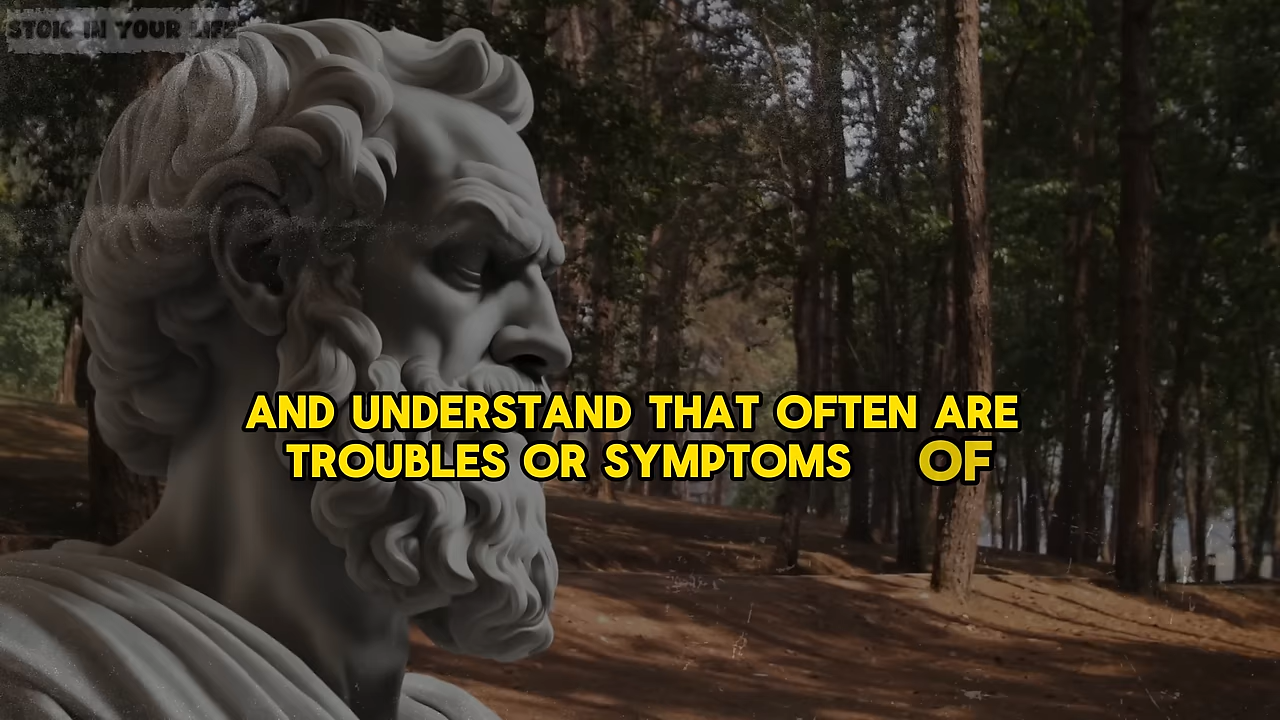 STOIC IN YOUR LIFE
AND UNDERSTAND THAT OFTEN ARE
TROUBLES OR SYMPTOMS OF